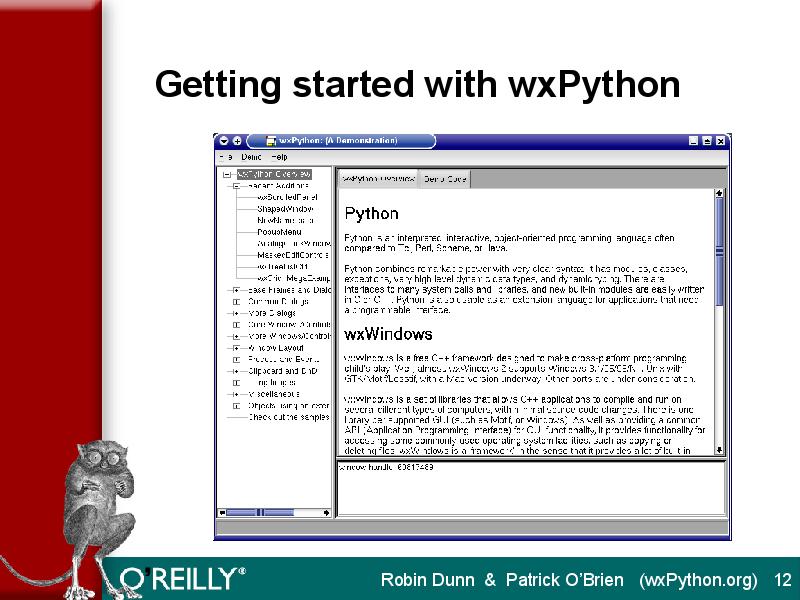 Getting started with wxPython
wxPython: (A Demonstration)
File Demo Help
wxPython Overview
Recent Additions
wxScrolledPanel
ShapedWindow
NewNamespace
PopupMenu
AnalogClockWindow
MaskedEditControls
wxTreeListCtrl
wxGrid_MegaExamp
Base Frames and Dialo
Common Dialogs
More Dialogs
Core Windows/Controls
More Windows/Controls
Window Layout
Process and Events
Clipboard and DnD
Using Images
Miscellaneous
Objects using an exter
Check out the samples
wxPython Overview Demo Code
Python
Python is an interpreted, interactive, object-oriented programming language often
compared to Tcl, Perl, Scheme, or Java.
Python combines remarkable power with very clear syntax. It has modules, classes,
exceptions, very high level dynamic data types, and dynamic typing. There are
interfaces to many system calls and libraries, and new built-in modules are easily written
in C or C++. Python is also usable as an extension language for applications that need
a programmable interface.
wxWindows
wxWindows is a free C++ framework designed to make cross-platform programming
child's play. Well, almost. wxWindows 2 supports Windows 3.1/95/98/NT, Unix with
GTK/Motif/Lesstif, with a Mac version underway. Other ports are under consideration.
wxWindows is a set of libraries that allows C++ applications to compile and run on
several different types of computers, with minimal source code changes. There is one
library per supported GUI (such as Motif, or Windows). As well as providing a common
API (Application Programming Interface) for GUI functionality, it provides functionality for
accessing some commonly-used operating system facilities, such as copying or
deleting files. wxWindows is a 'framework' in the sense that it provides a lot of built-in
window handle: 60817489
O'REILLY®
Robin Dunn & Patrick O'Brien (wxPython.org) 12